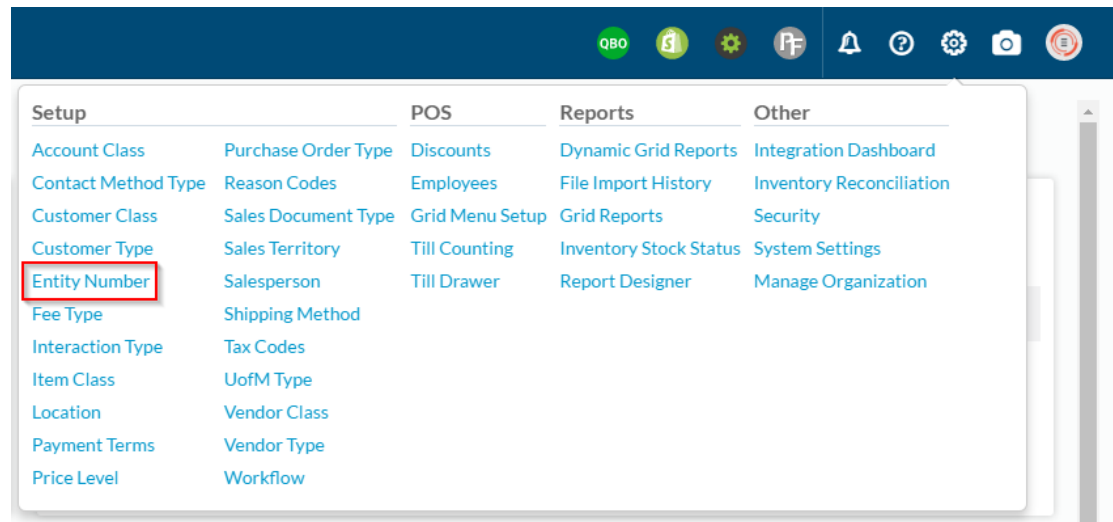 QBO
Setup
Account Class
Contact Method Type
Customer Class
Customer Type
Entity Number
Fee Type
Interaction Type
Item Class
Location
Payment Terms
Price Level
Purchase Order Type
Reason Codes
Sales Document Type
Sales Territory
Salesperson
Shipping Method
Tax Codes
UofM Type
Vendor Class
Vendor Type
Workflow
POS
Discounts
Employees
Grid Menu Setup
Till Counting
Till Drawer
Reports
Dynamic Grid Reports
File Import History
Grid Reports
Inventory Stock Status
Report Designer
Other
Integration Dashboard
Inventory Reconciliation
Security
System Settings
Manage Organization